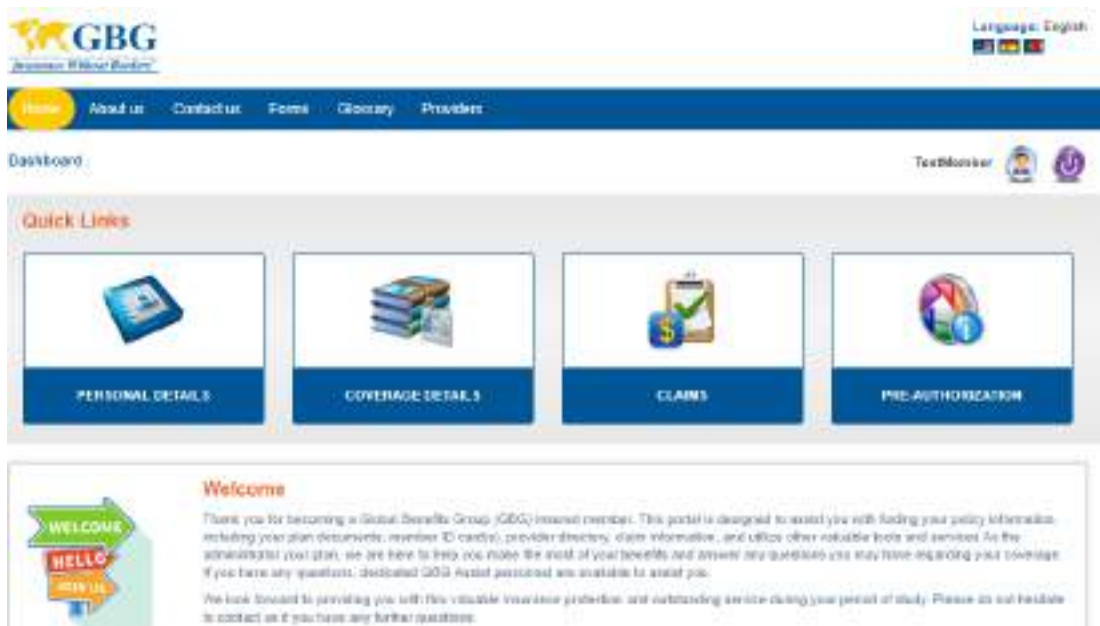 GBG
Insurance Without Borders
Language: English
Home About us Contact us Forms Glossary Providers
Dashboard
TestMember
Quick Links
PERSONAL DETAILS
COVERAGE DETAILS
CLAIMS
PRE-AUTHORIZATION
WELCOME
HELLO
JOIN US
Welcome
Thank you for becoming a Global Benefits Group (GBG) insured member. This portal is designed to assist you with finding your policy information,
including your plan documents, member ID card(s), provider directory, claim information, and utilize other valuable tools and services. As the
administrator your plan, we are here to help you make the most of your benefits and answer any questions you may have regarding your coverage.
If you have any questions, dedicated GBG Assist personnel are available to assist you.
We look forward to providing you with this valuable insurance protection and outstanding service during your period of study. Please do not hesitate
to contact us if you have any further questions.